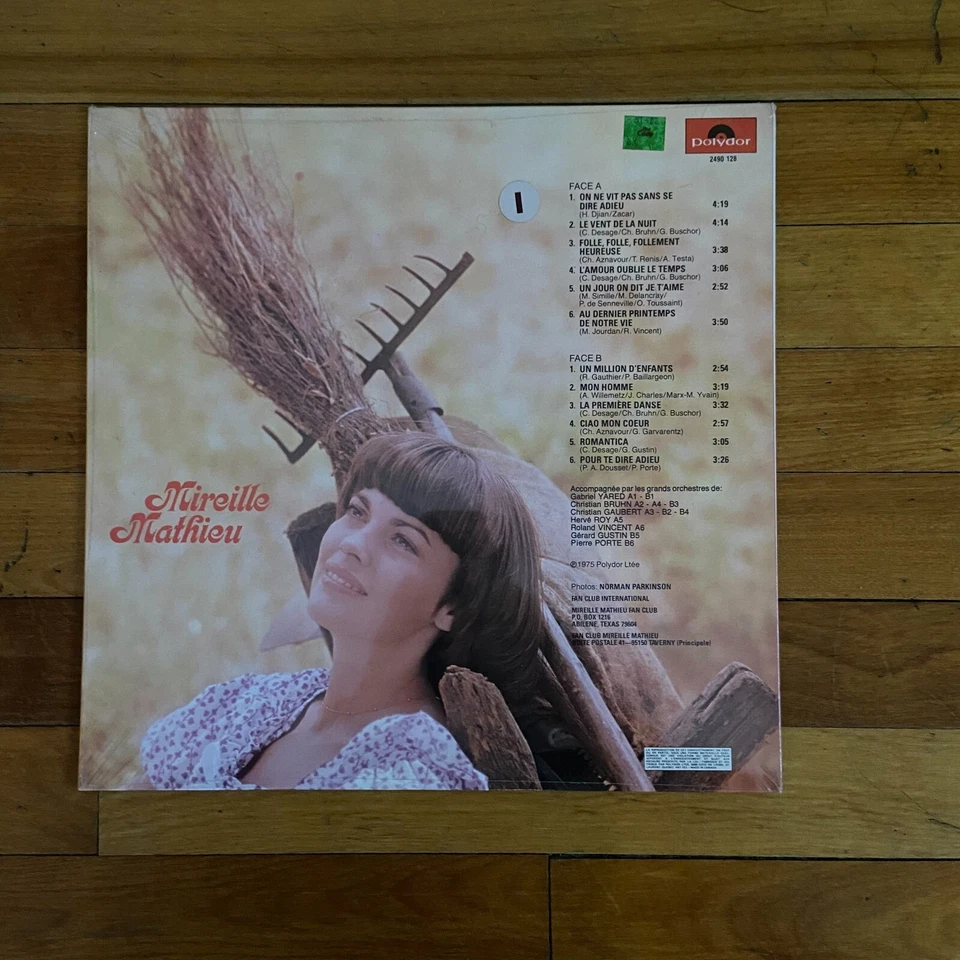 polydor
2490 128
I
FACE A
1. ON NE VIT PAS SANS SE
DIRE ADIEU 4:19
(H. Djian/Zacar)
2. LE VENT DE LA NUIT 4:14
(C. Desage/Ch. Bruhn/G. Buschor)
3. FOLLE, FOLLE, FOLLEMENT
HEUREUSE 3:38
(Ch. Aznavour/T. Renis/A. Testa)
4. L'AMOUR OUBLIE LE TEMPS 3:06
(C. Desage/Ch. Bruhn/G. Buschor)
5. UN JOUR ON DIT JE T'AIME 2:52
(M. Simille/M. Delancray/
P. de Senneville/O. Toussaint)
6. AU DERNIER PRINTEMPS
DE NOTRE VIE 3:50
(M. Jourdan/R. Vincent)
FACE B
1. UN MILLION D'ENFANTS 2:54
(R. Gauthier/P. Baillargeon)
2. MON HOMME 3:19
(A. Willemetz/J. Charles/Marx-M. Yvain)
3. LA PREMIÈRE DANSE 3:32
(C. Desage/Ch. Bruhn/G. Buschor)
4. CIAO MON COEUR 2:57
(Ch. Aznavour/G. Garvarentz)
5. ROMANTICA 3:05
(C. Desage/G. Gustin)
6. POUR TE DIRE ADIEU 3:26
(P. A. Dousset/P. Porte)
Mireille
Mathieu
Accompagnée par les grands orchestres de:
Gabriel YARED A1 - B1
Christian BRUHN A2 - A4 - B3
Christian GAUBERT A3 - B2 - B4
Hervé ROY A5
Roland VINCENT A6
Gérard GUSTIN B5
Pierre PORTE B6
℗1975 Polydor Ltée
Photos: NORMAN PARKINSON
FAN CLUB INTERNATIONAL
MIREILLE MATHIEU FAN CLUB
P.O. BOX 1216
ABILENE, TEXAS 79604
FAN CLUB MIREILLE MATHIEU
BOITE POSTALE 41—95150 TAVERNY (Principale)